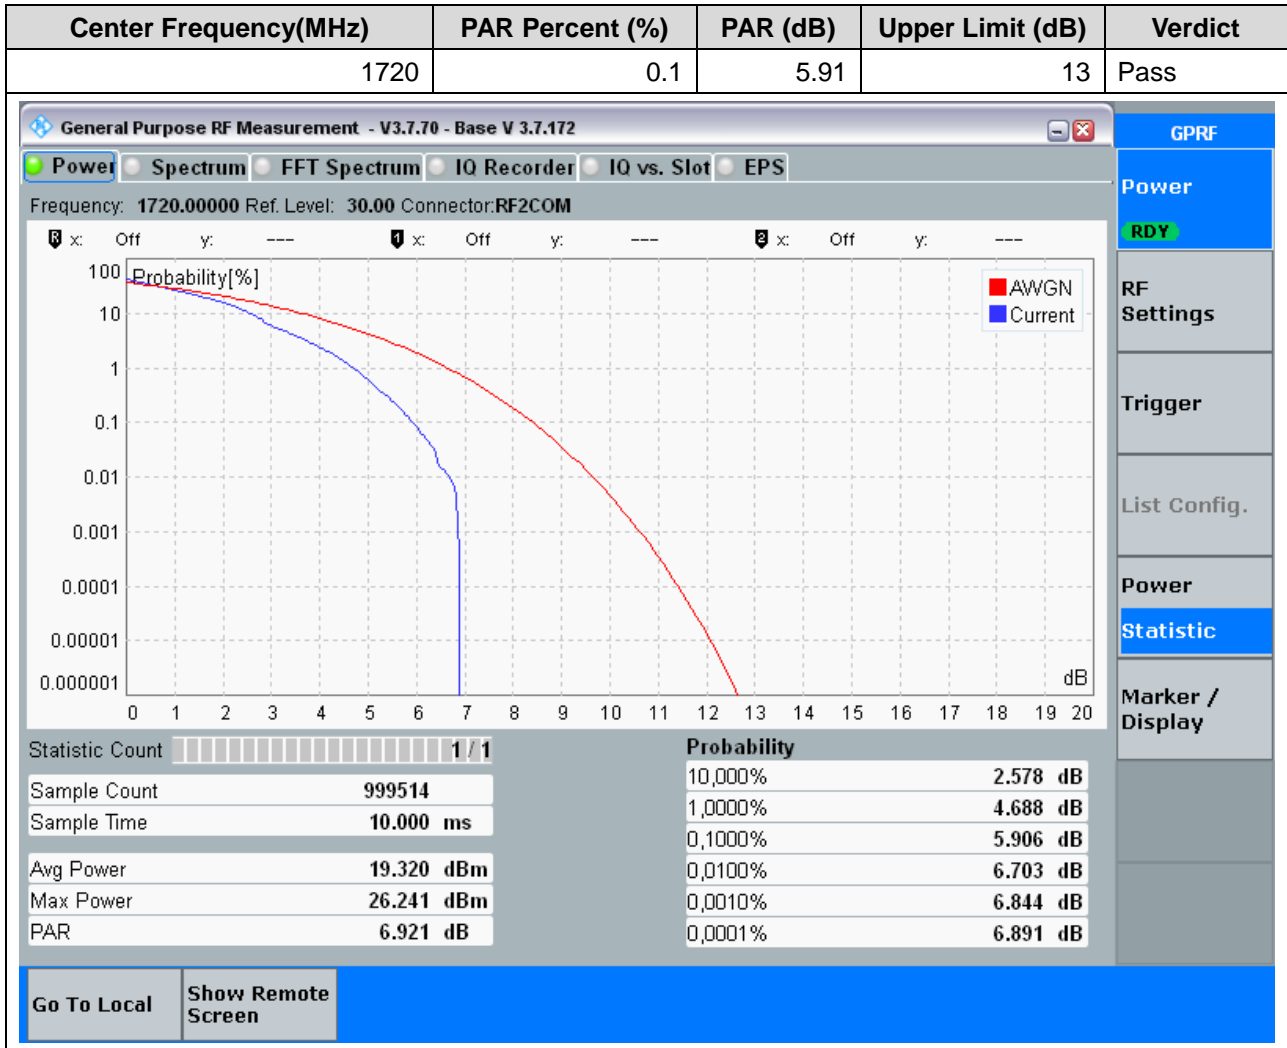 Center Frequency(MHz) PAR Percent (%) PAR (dB) Upper Limit (dB) Verdict
1720 0.1 5.91 13 Pass
General Purpose RF Measurement - V3.7.70 - Base V 3.7.172
GPRF
Power Spectrum FFT Spectrum IQ Recorder IQ vs. Slot EPS
Power
RDY
Frequency: 1720.00000 Ref. Level: 30.00 Connector:RF2COM
R x: Off y: --- 1 x: Off y: --- 2 x: Off y: ---
Probability[%]
AWGN
Current
100
10
1
0.1
0.01
0.001
0.0001
0.00001
0.000001
dB
0 1 2 3 4 5 6 7 8 9 10 11 12 13 14 15 16 17 18 19 20
RF
Settings
Trigger
List Config.
Power
Statistic
Marker /
Display
Statistic Count 1 / 1
Sample Count 999514
Sample Time 10.000 ms
Avg Power 19.320 dBm
Max Power 26.241 dBm
PAR 6.921 dB
Probability
10,000% 2.578 dB
1,0000% 4.688 dB
0,1000% 5.906 dB
0,0100% 6.703 dB
0,0010% 6.844 dB
0,0001% 6.891 dB
Go To Local
Show Remote
Screen